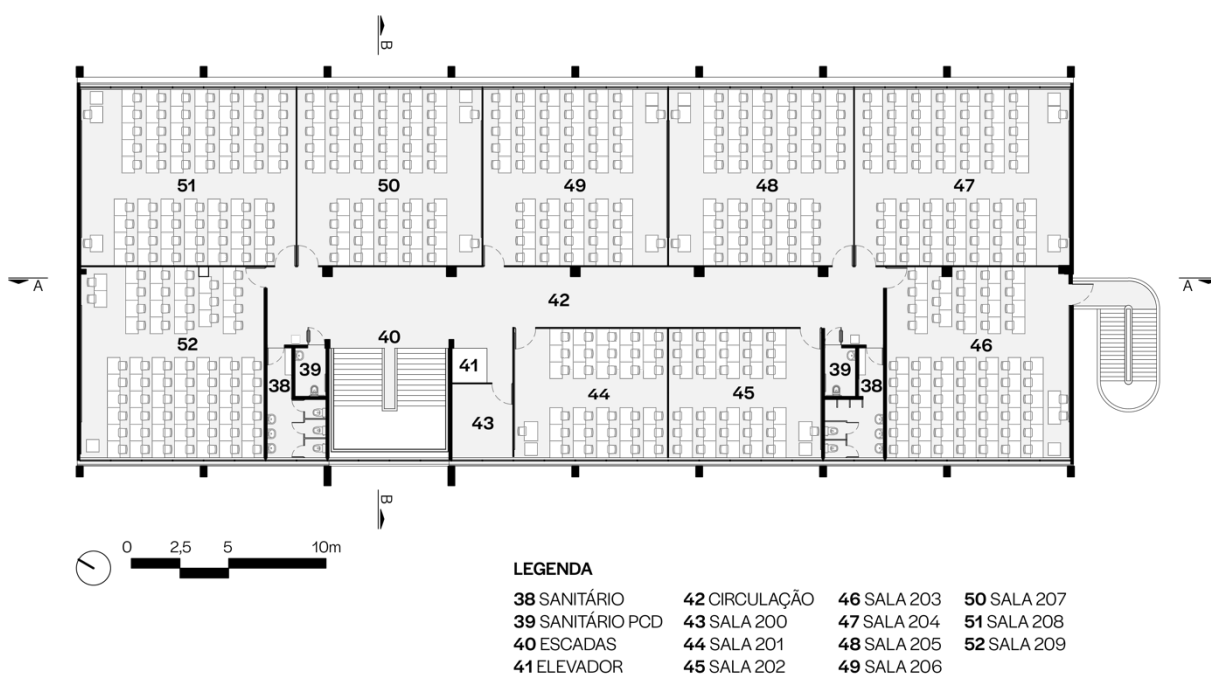 B
51
50
49
48
47
A
A
42
52
40
46
41
39
39
38
38
44
45
43
B
0 2,5 5 10m
LEGENDA
38 SANITÁRIO
39 SANITÁRIO PCD
40 ESCADAS
41 ELEVADOR
42 CIRCULAÇÃO
43 SALA 200
44 SALA 201
45 SALA 202
46 SALA 203
47 SALA 204
48 SALA 205
49 SALA 206
50 SALA 207
51 SALA 208
52 SALA 209